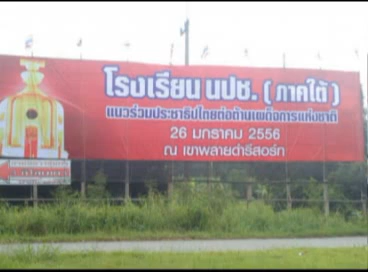 โรงเรียน นปช. ( ภาคใต้ )
แนวร่วมประชาธิปไตยต่อต้านเผด็จการแห่งชาติ
26 มกราคม 2556
ณ เขาพลายดำรีสอร์ท